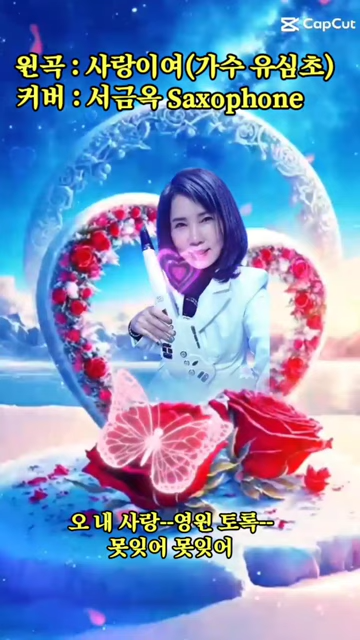 CapCut
원곡 : 사랑이여(가수 유심초)
커버 : 서금옥 Saxophone
오 내 사랑--영원 토록--
못잊어 못잊어